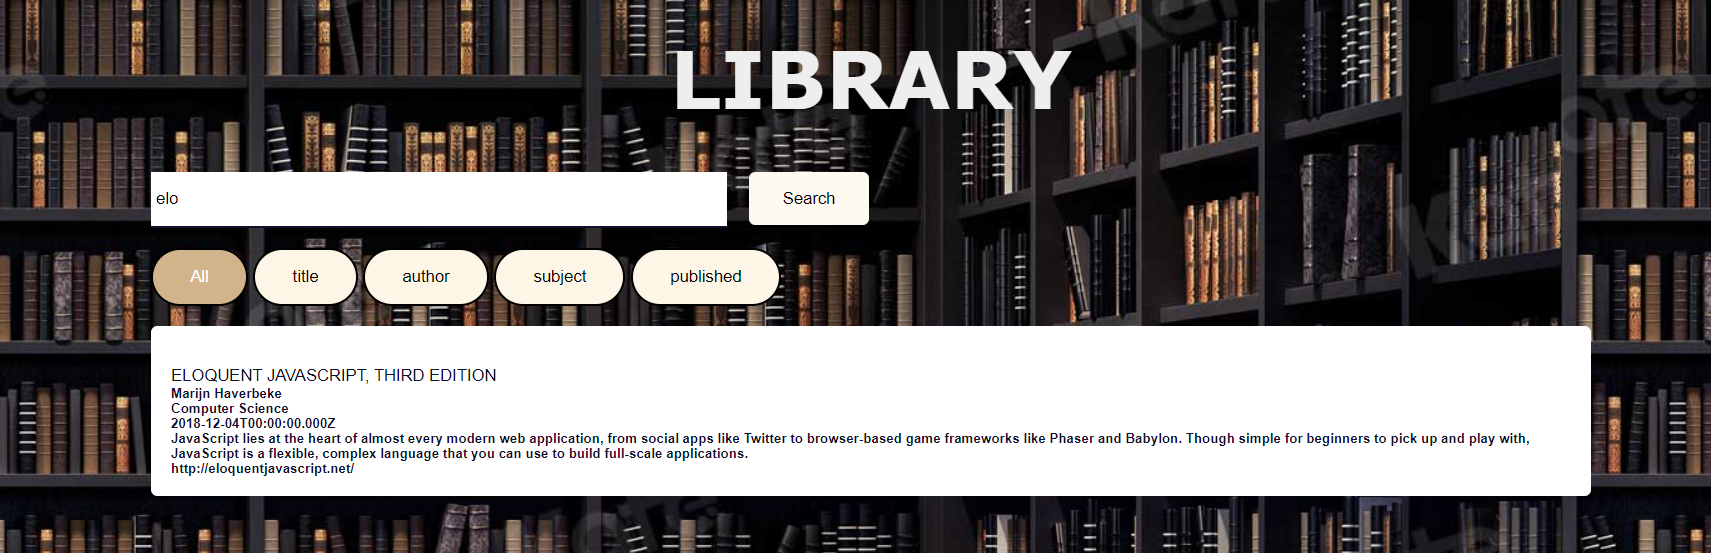 LIBRARY
elo
Search
All
title
author
subject
published
ELOQUENT JAVASCRIPT, THIRD EDITION
Marijn Haverbeke
Computer Science
2018-12-04T00:00:00.000Z
JavaScript lies at the heart of almost every modern web application, from social apps like Twitter to browser-based game frameworks like Phaser and Babylon. Though simple for beginners to pick up and play with,
JavaScript is a flexible, complex language that you can use to build full-scale applications.
http://eloquentjavascript.net/